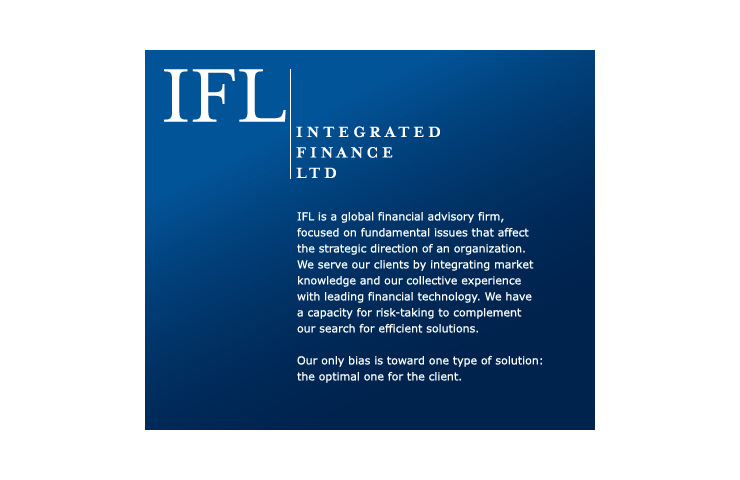 IFL
INTEGRATED
FINANCE
LTD
IFL is a global financial advisory firm,
focused on fundamental issues that affect
the strategic direction of an organization.
We serve our clients by integrating market
knowledge and our collective experience
with leading financial technology. We have
a capacity for risk-taking to complement
our search for efficient solutions.
Our only bias is toward one type of solution:
the optimal one for the client.